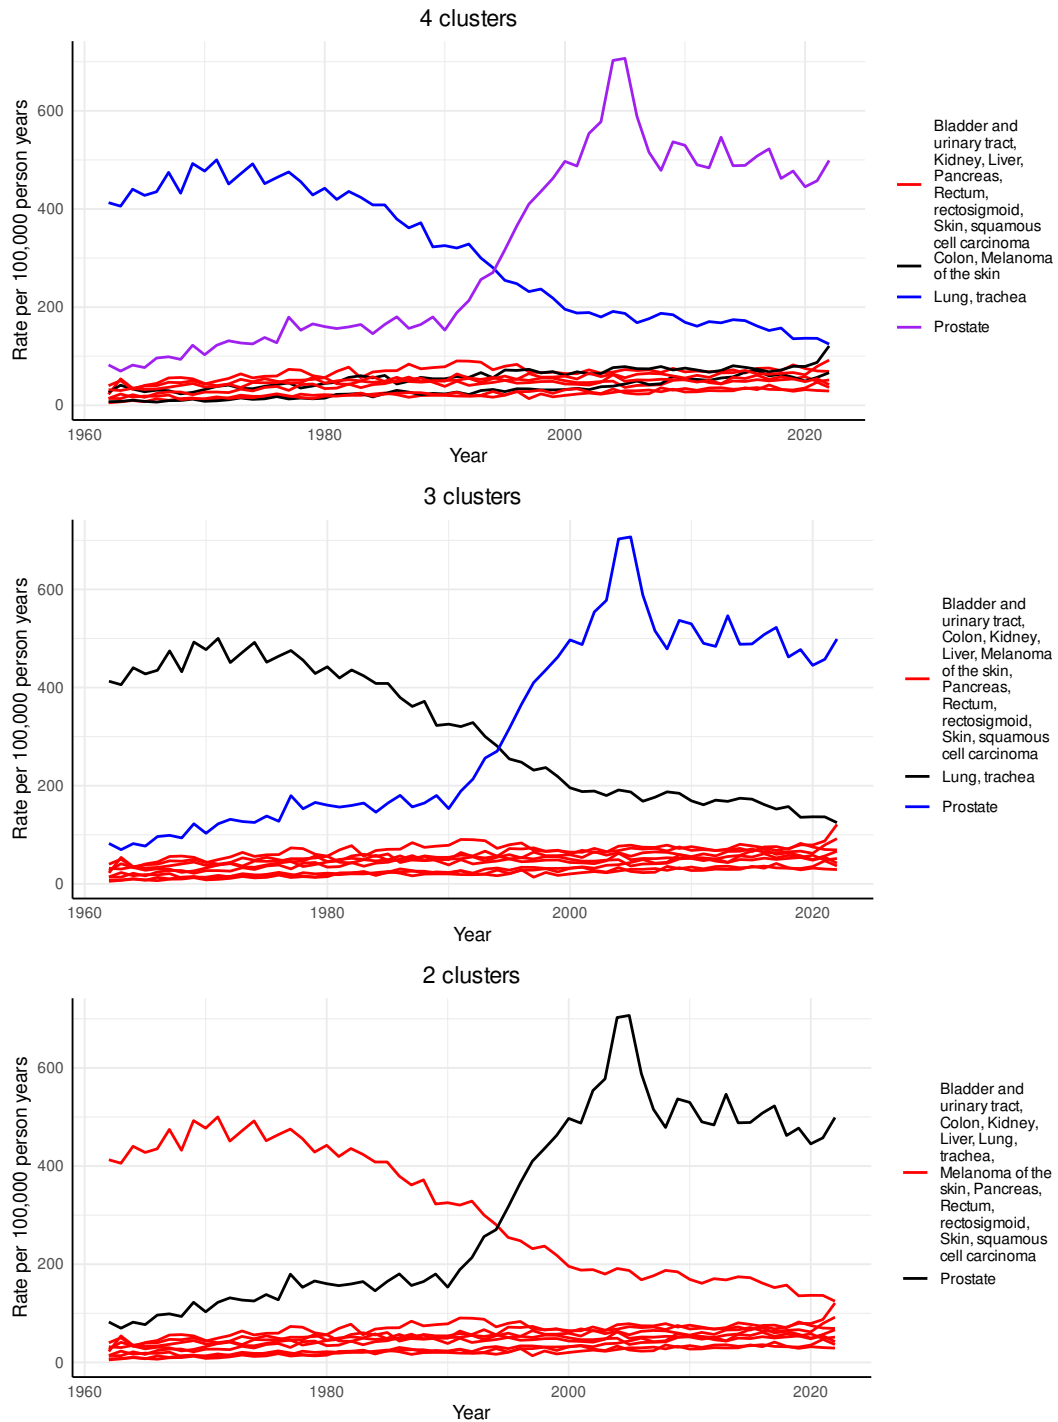 4 clusters
Rate per 100,000 person years
600
400
200
0
1960
1980
2000
2020
Year
Bladder and
urinary tract,
Kidney, Liver,
Pancreas,
Rectum,
rectosigmoid,
Skin, squamous
cell carcinoma
Colon, Melanoma
of the skin
Lung, trachea
Prostate
3 clusters
Rate per 100,000 person years
600
400
200
0
1960
1980
2000
2020
Year
Bladder and
urinary tract,
Colon, Kidney,
Liver, Melanoma
of the skin,
Pancreas,
Rectum,
rectosigmoid,
Skin, squamous
cell carcinoma
Lung, trachea
Prostate
2 clusters
Rate per 100,000 person years
600
400
200
0
1960
1980
2000
2020
Year
Bladder and
urinary tract,
Colon, Kidney,
Liver, Lung,
trachea,
Melanoma of the
skin, Pancreas,
Rectum,
rectosigmoid,
Skin, squamous
cell carcinoma
Prostate